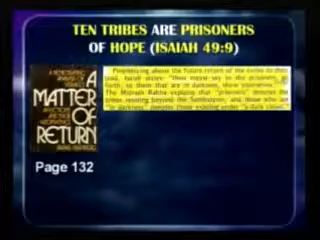 TEN TRIBES ARE PRISONERS
OF HOPE (ISAIAH 49:9)
A
MATTER
OF
RETURN
Page 132
Prophesying about the future return of the exiles to their
land, Isaiah states: "thou mayest say to the prisoners, go
forth, to them that are in darkness, show yourselves."
The Midrash Rabba explains that "prisoners" denotes the
tribes residing beyond the Sambatyon, and those who are
"in darkness" denotes those existing under "a dark cloud."